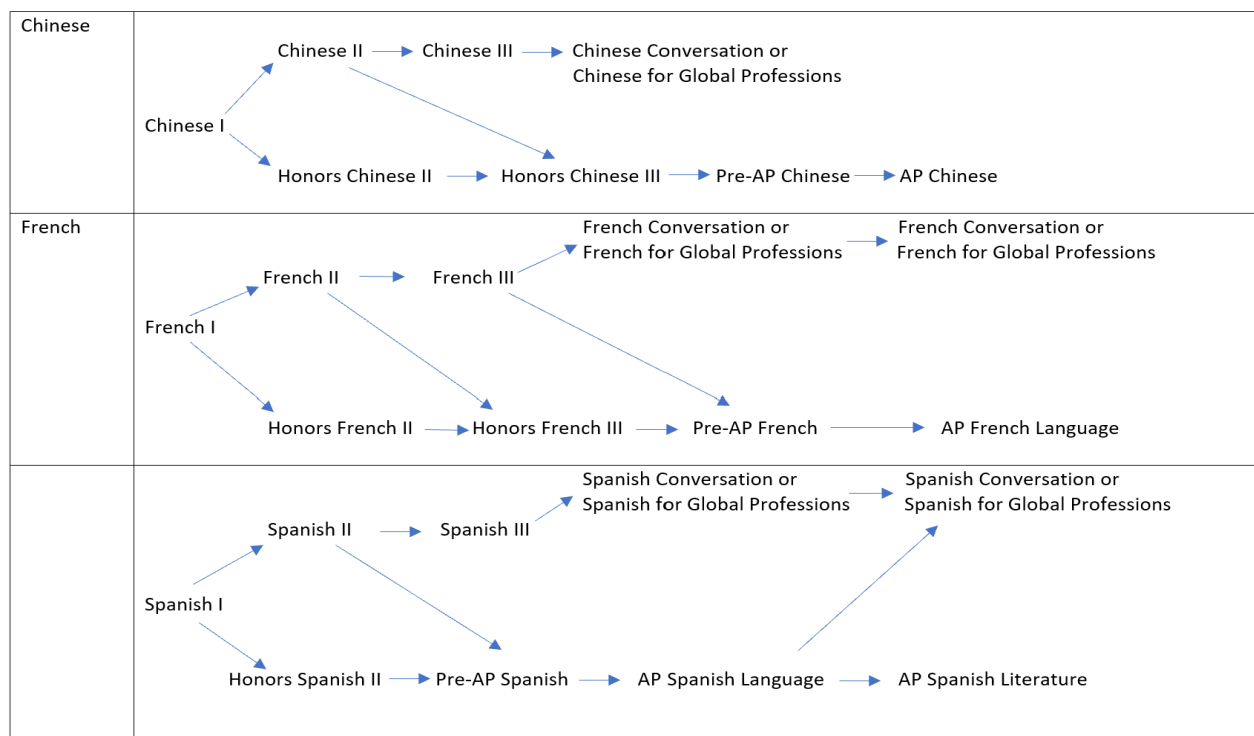 Chinese
Chinese II
Chinese III
Chinese Conversation or
Chinese for Global Professions
Chinese I
Honors Chinese II
Honors Chinese III
Pre-AP Chinese
AP Chinese
French
French Conversation or
French for Global Professions
French Conversation or
French for Global Professions
French II
French III
French I
Honors French II
Honors French III
Pre-AP French
AP French Language
Spanish Conversation or
Spanish for Global Professions
Spanish Conversation or
Spanish for Global Professions
Spanish II
Spanish III
Spanish I
Honors Spanish II
Pre-AP Spanish
AP Spanish Language
AP Spanish Literature